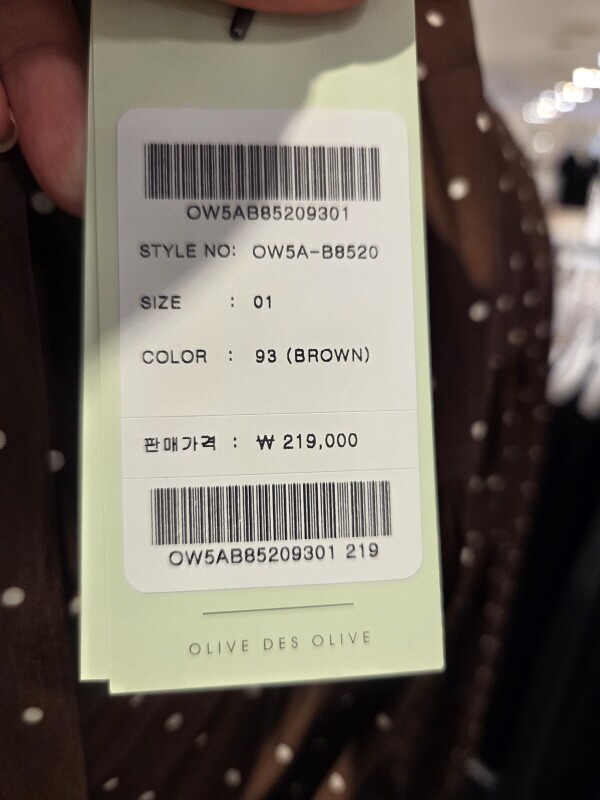 OW5AB85209301
STYLE NO: OW5A-B8520
SIZE : 01
COLOR : 93 (BROWN)
판매가격 : ₩ 219,000
OW5AB85209301 219
OLIVE DES OLIVE